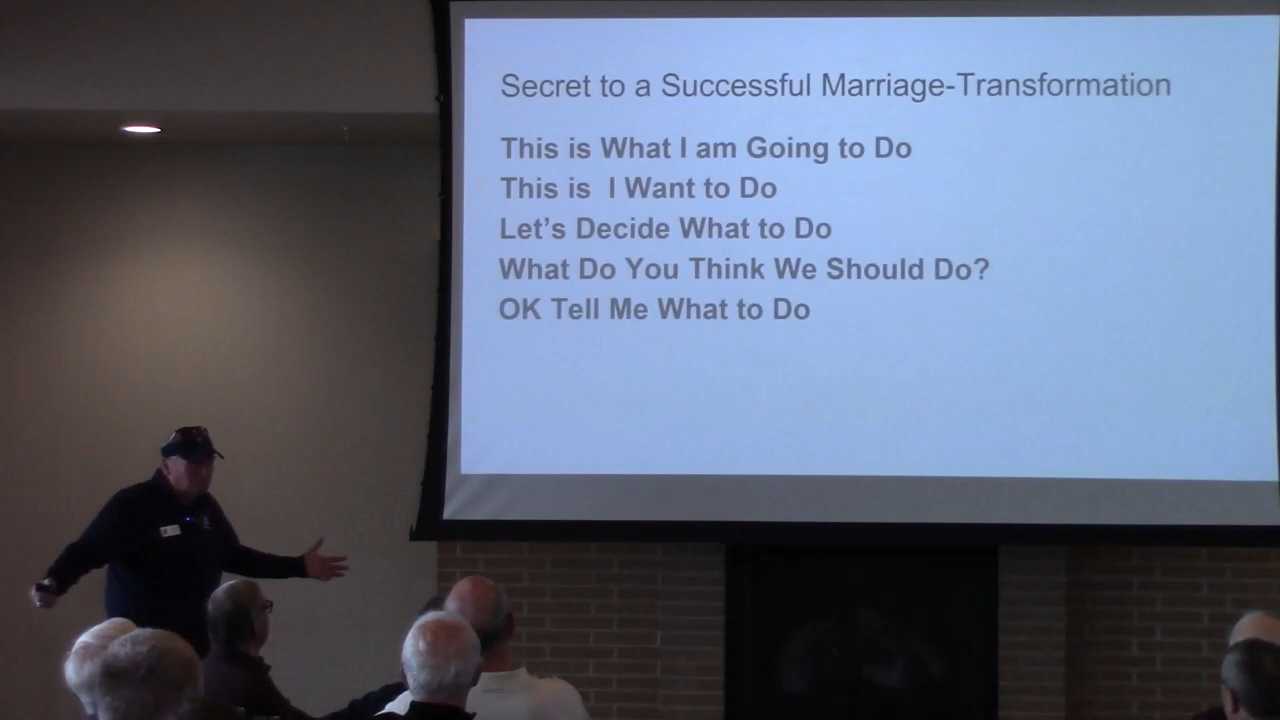 Secret to a Successful Marriage-Transformation
This is What I am Going to Do
This is  I Want to Do
Let's Decide What to Do
What Do You Think We Should Do?
OK Tell Me What to Do